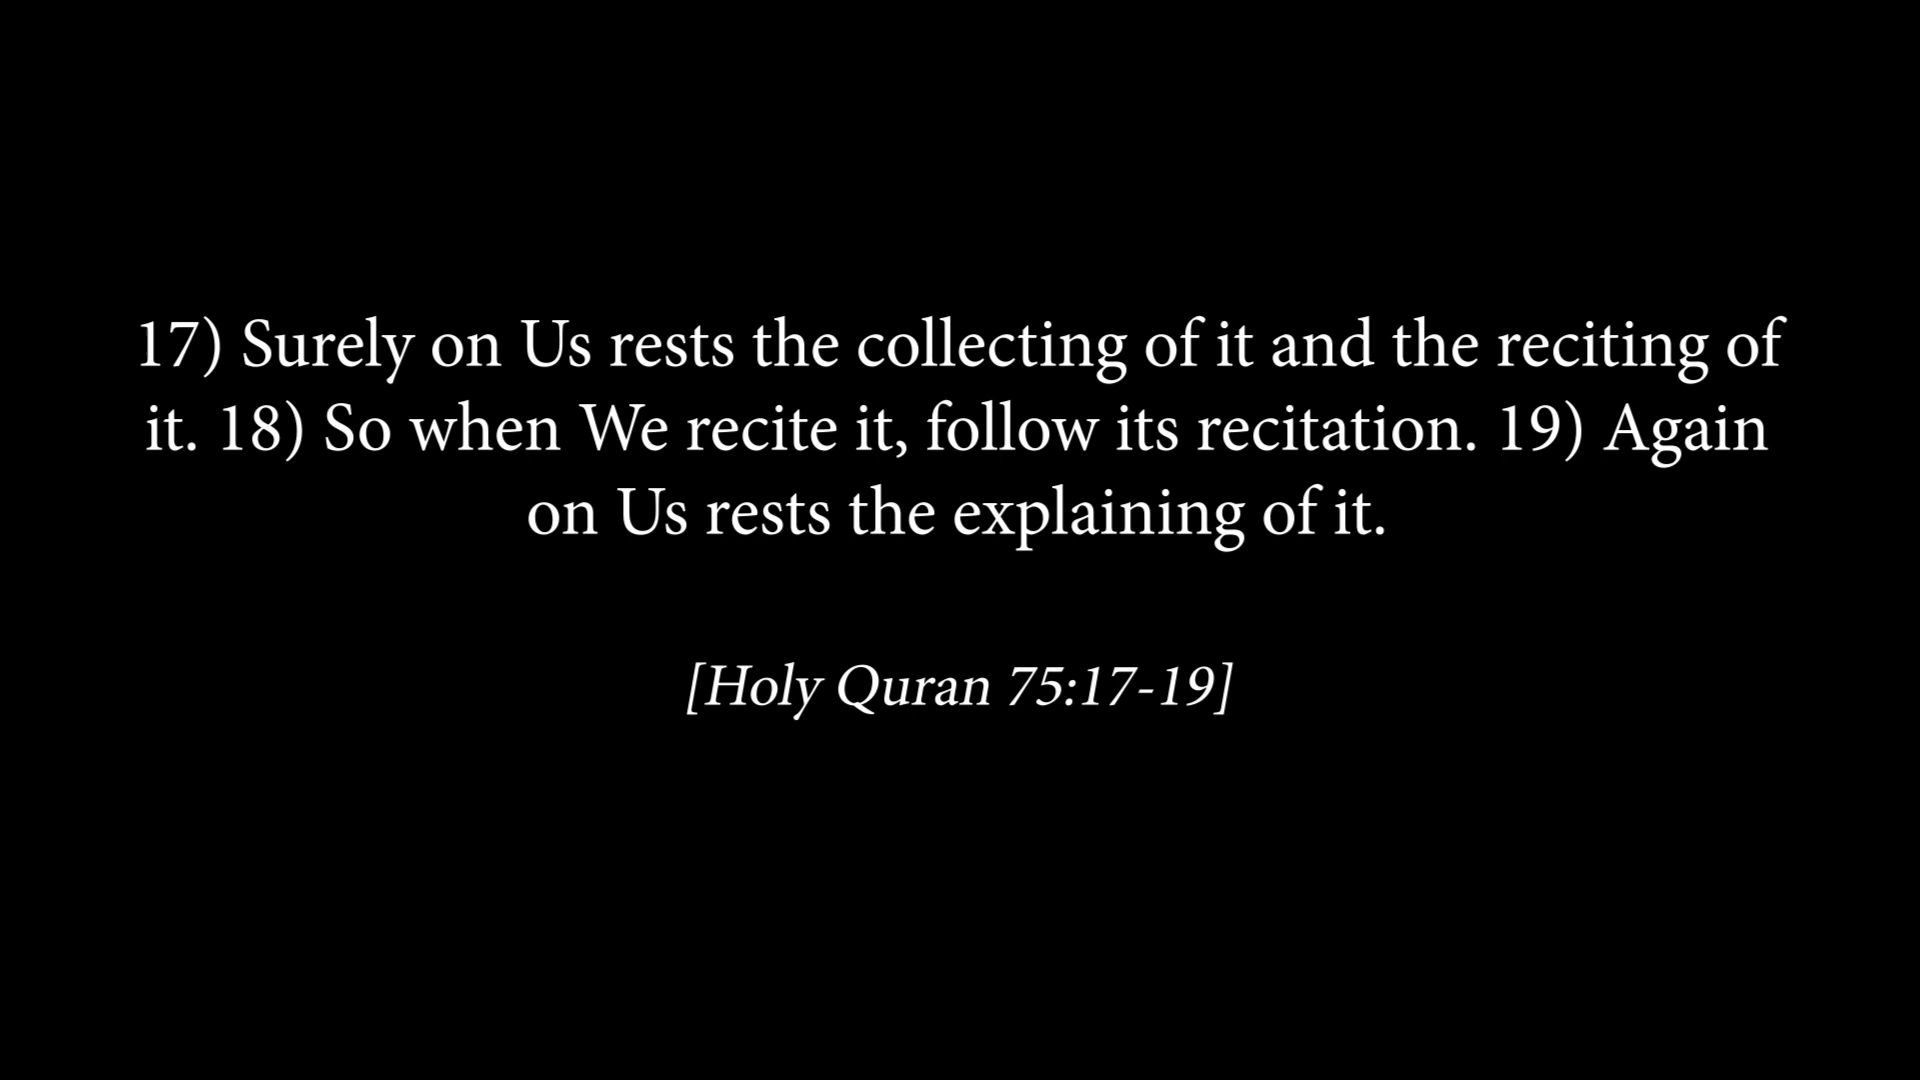 17) Surely on Us rests the collecting of it and the reciting of
it. 18) So when We recite it, follow its recitation. 19) Again
on Us rests the explaining of it.
[Holy Quran 75:17-19]